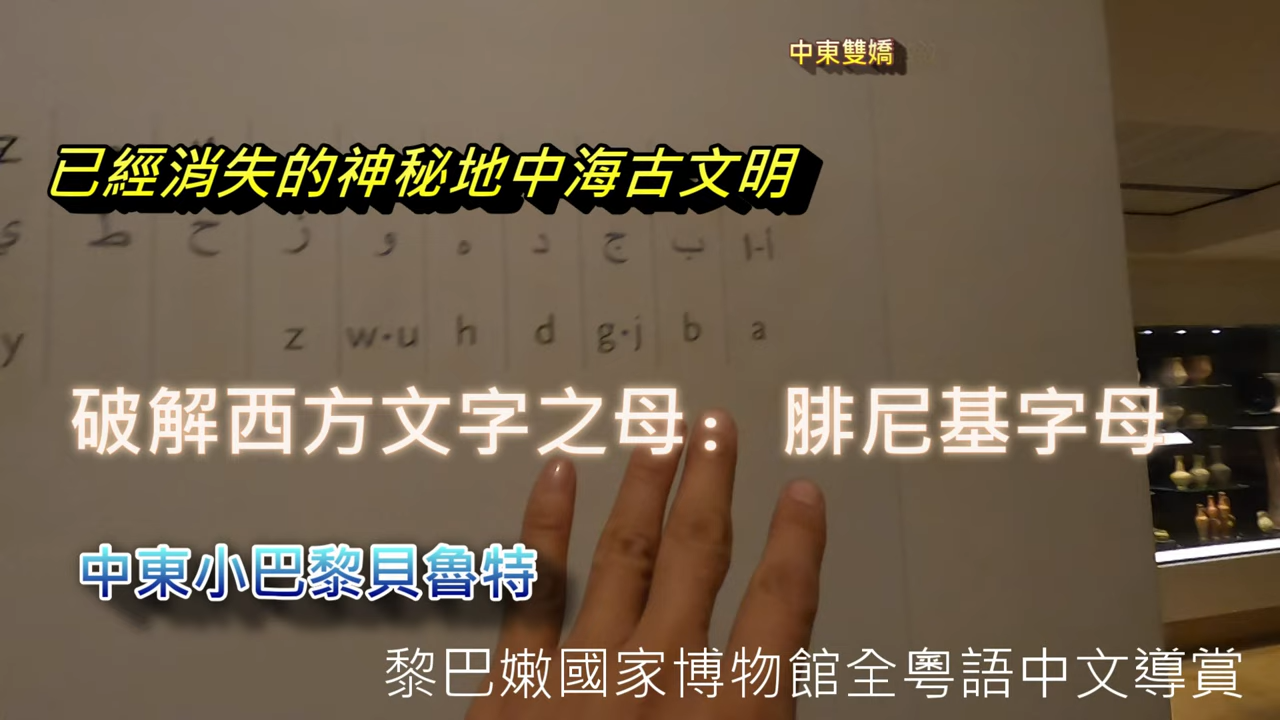 中東雙嬌
已經消失的神秘地中海古文明
ي ط ح ز و ه د ج ب ا
y z w·u h d g·j b a
破解西方文字之母： 腓尼基字母
中東小巴黎貝魯特
黎巴嫩國家博物館全粵語中文導賞